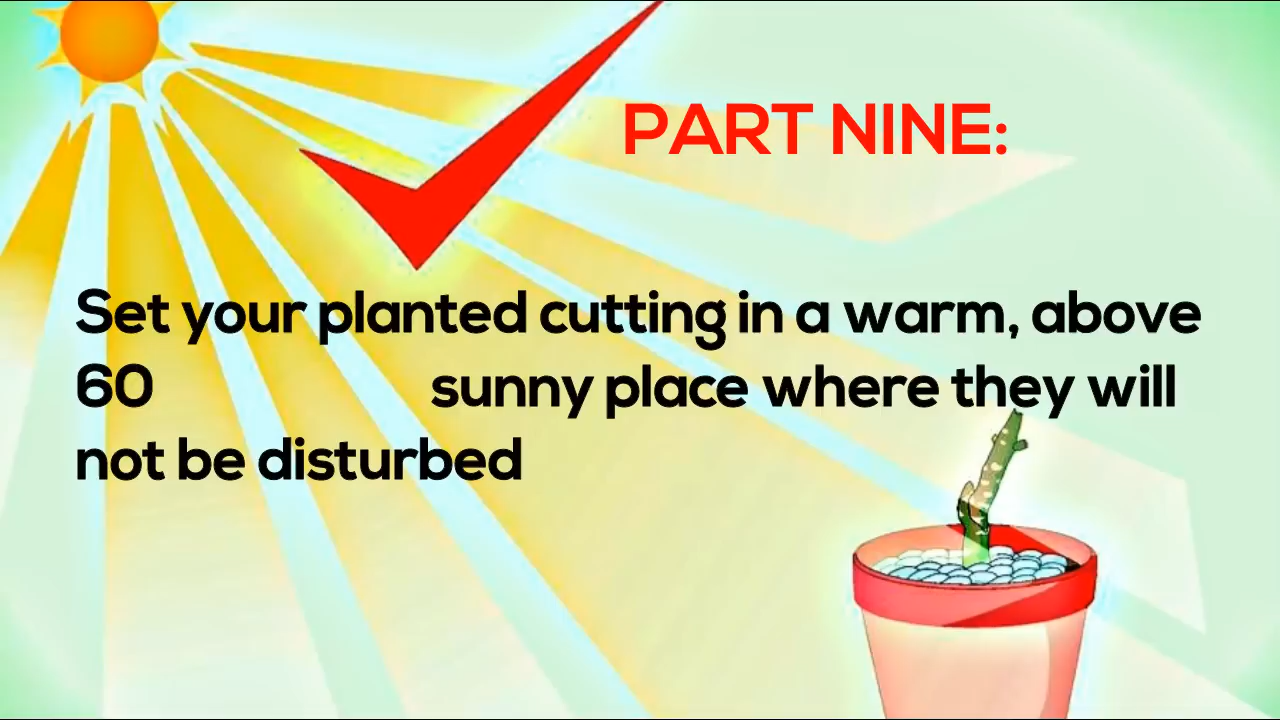 PART NINE:
Set your planted cutting in a warm, above
60 sunny place where they will
not be disturbed